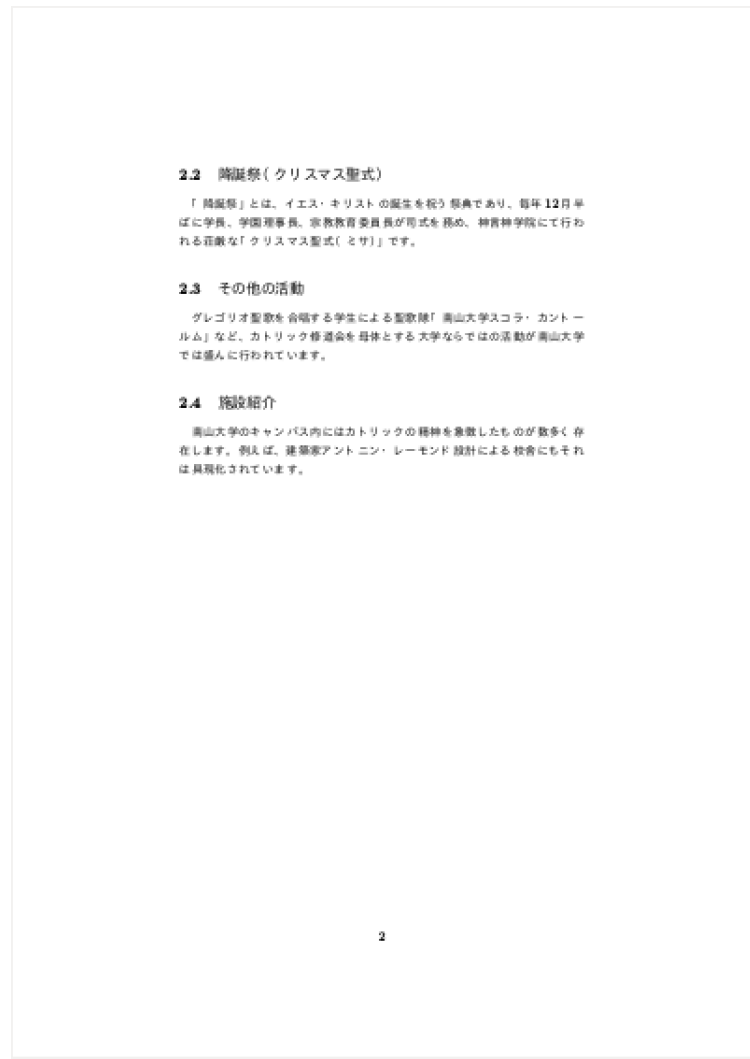 2.2 降誕祭(クリスマス聖式)
「降誕祭」とは、イエス・キリストの誕生を祝う祭典であり、毎年12月半
ばに学長、学園理事長、宗教教育委員長が司式を務め、神言神学院にて行わ
れる荘厳な「クリスマス聖式(ミサ)」です。
2.3 その他の活動
グレゴリオ聖歌を合唱する学生による聖歌隊「南山大学スコラ・カントー
ルム」など、カトリック修道会を母体とする大学ならではの活動が南山大学
では盛んに行われています。
2.4 施設紹介
南山大学のキャンパス内にはカトリックの精神を象徴したものが数多く存
在します。例えば、建築家アントニン・レーモンド設計による校舎にもそれ
は具現化されています。
2